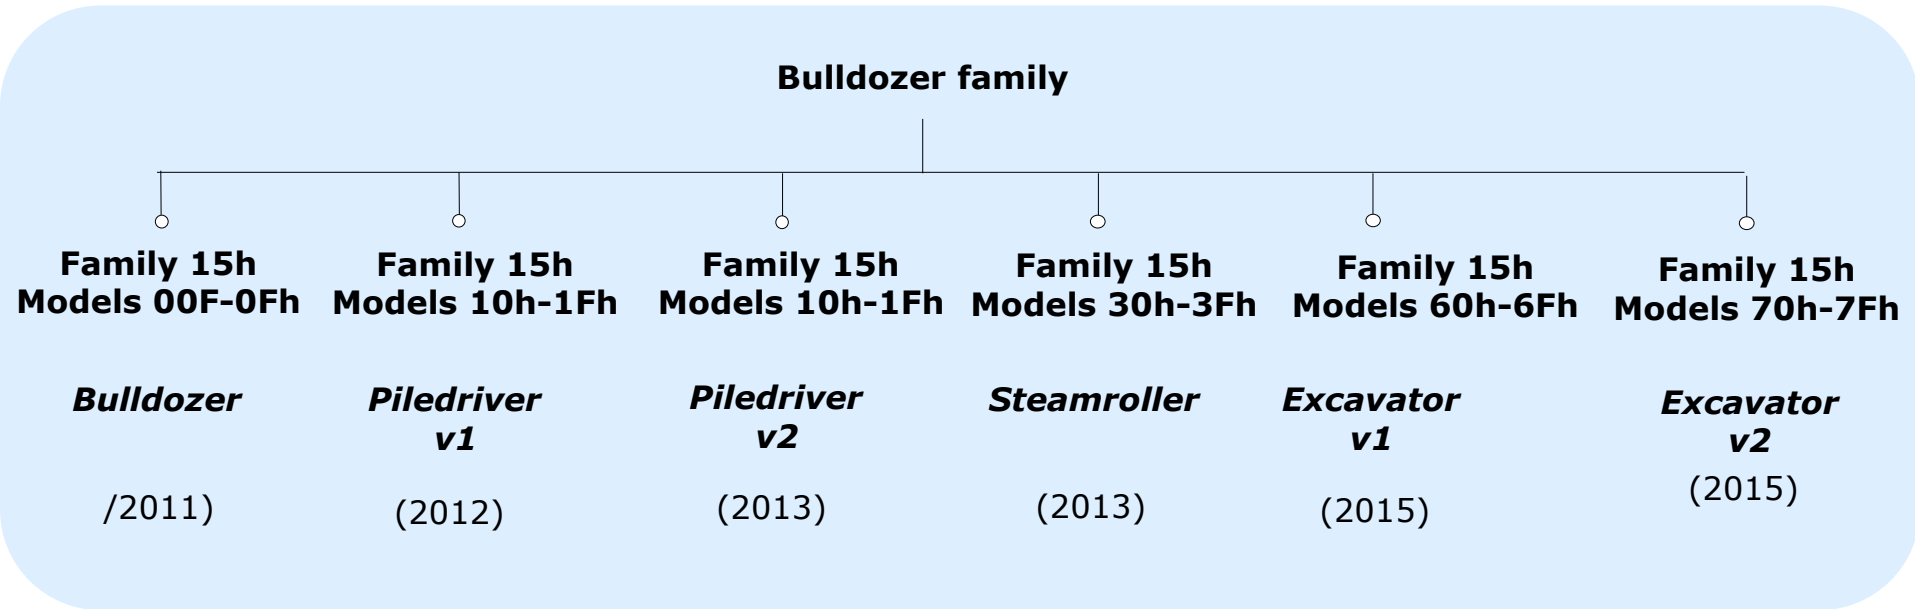 Bulldozer family
Family 15h
Models 00F-0Fh
Bulldozer
/2011)
Family 15h
Models 10h-1Fh
Piledriver
v1
(2012)
Family 15h
Models 10h-1Fh
Piledriver
v2
(2013)
Family 15h
Models 30h-3Fh
Steamroller
(2013)
Family 15h
Models 60h-6Fh
Excavator
v1
(2015)
Family 15h
Models 70h-7Fh
Excavator
v2
(2015)